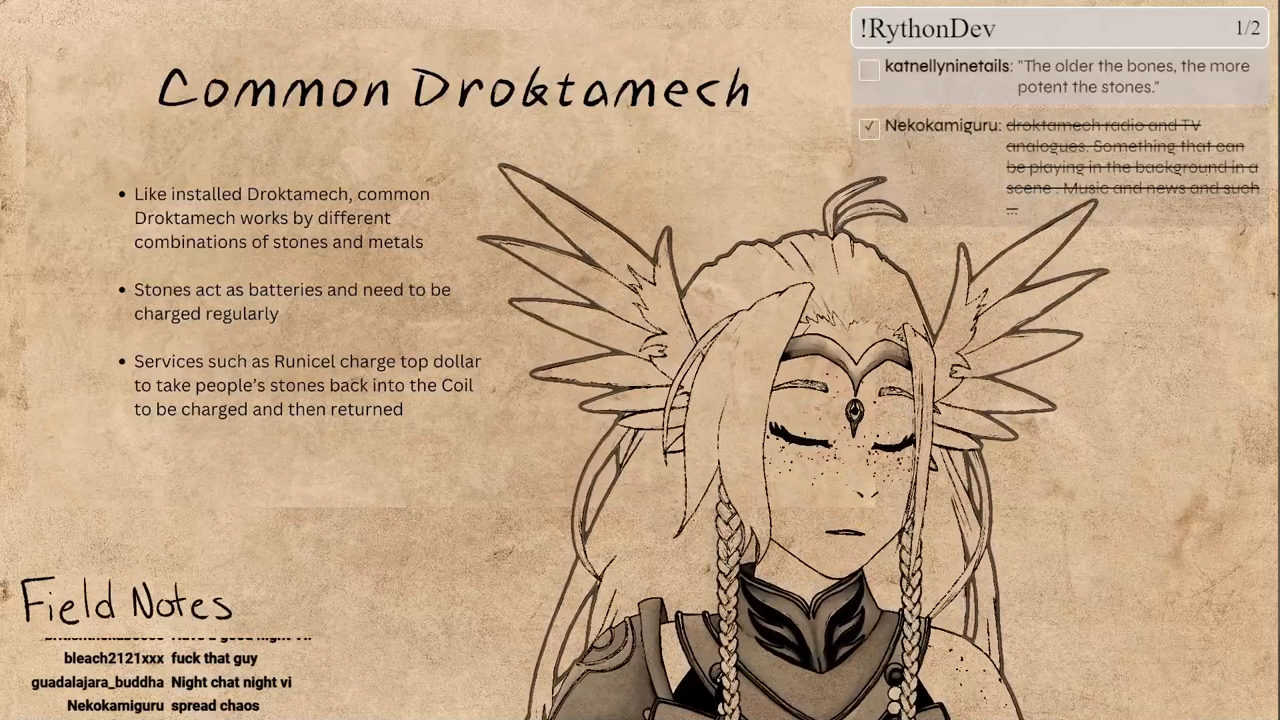 Common Droktamech
Like installed Droktamech, common
Droktamech works by different
combinations of stones and metals
Stones act as batteries and need to be
charged regularly
Services such as Runicel charge top dollar
to take people's stones back into the Coil
to be charged and then returned
!RythonDev 1/2
katnellyninetails: "The older the bones, the more
potent the stones."
Nekokamiguru: droktamech radio and TV
analogues. Something that can
be playing in the background in a
scene . Music and news and such
...
Field Notes
bleach2121xxx fuck that guy
guadalajara_buddha Night chat night vi
Nekokamiguru spread chaos